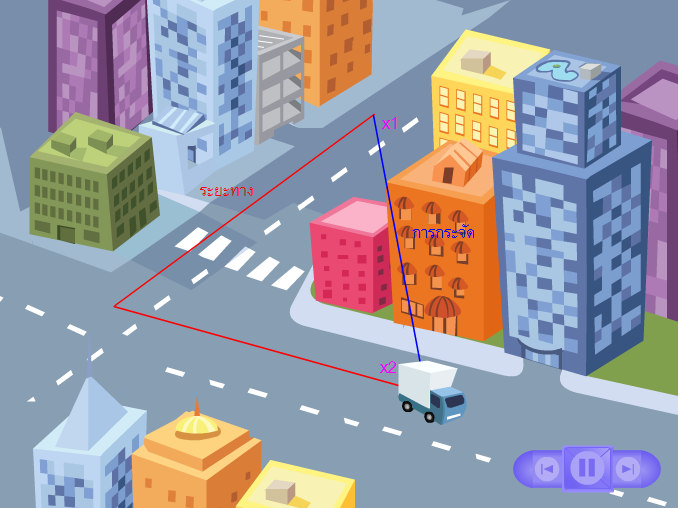 x1
ระยะทาง
การกระจัด
x2